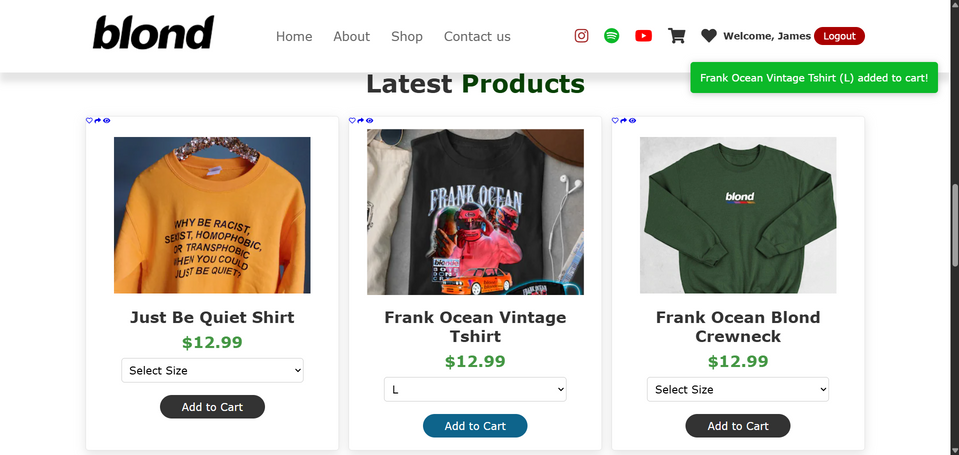 blond
Home About Shop Contact us
Welcome, James Logout
Frank Ocean Vintage Tshirt (L) added to cart!
Latest Products
WHY BE RACIST,
SEXIST, HOMOPHOBIC,
OR TRANSPHOBIC
WHEN YOU COULD
JUST BE QUIET?
FRANK OCEAN
blonded
FRANK OCEAN
blond
Just Be Quiet Shirt
$12.99
Select Size
Add to Cart
Frank Ocean Vintage
Tshirt
$12.99
L
Add to Cart
Frank Ocean Blond
Crewneck
$12.99
Select Size
Add to Cart